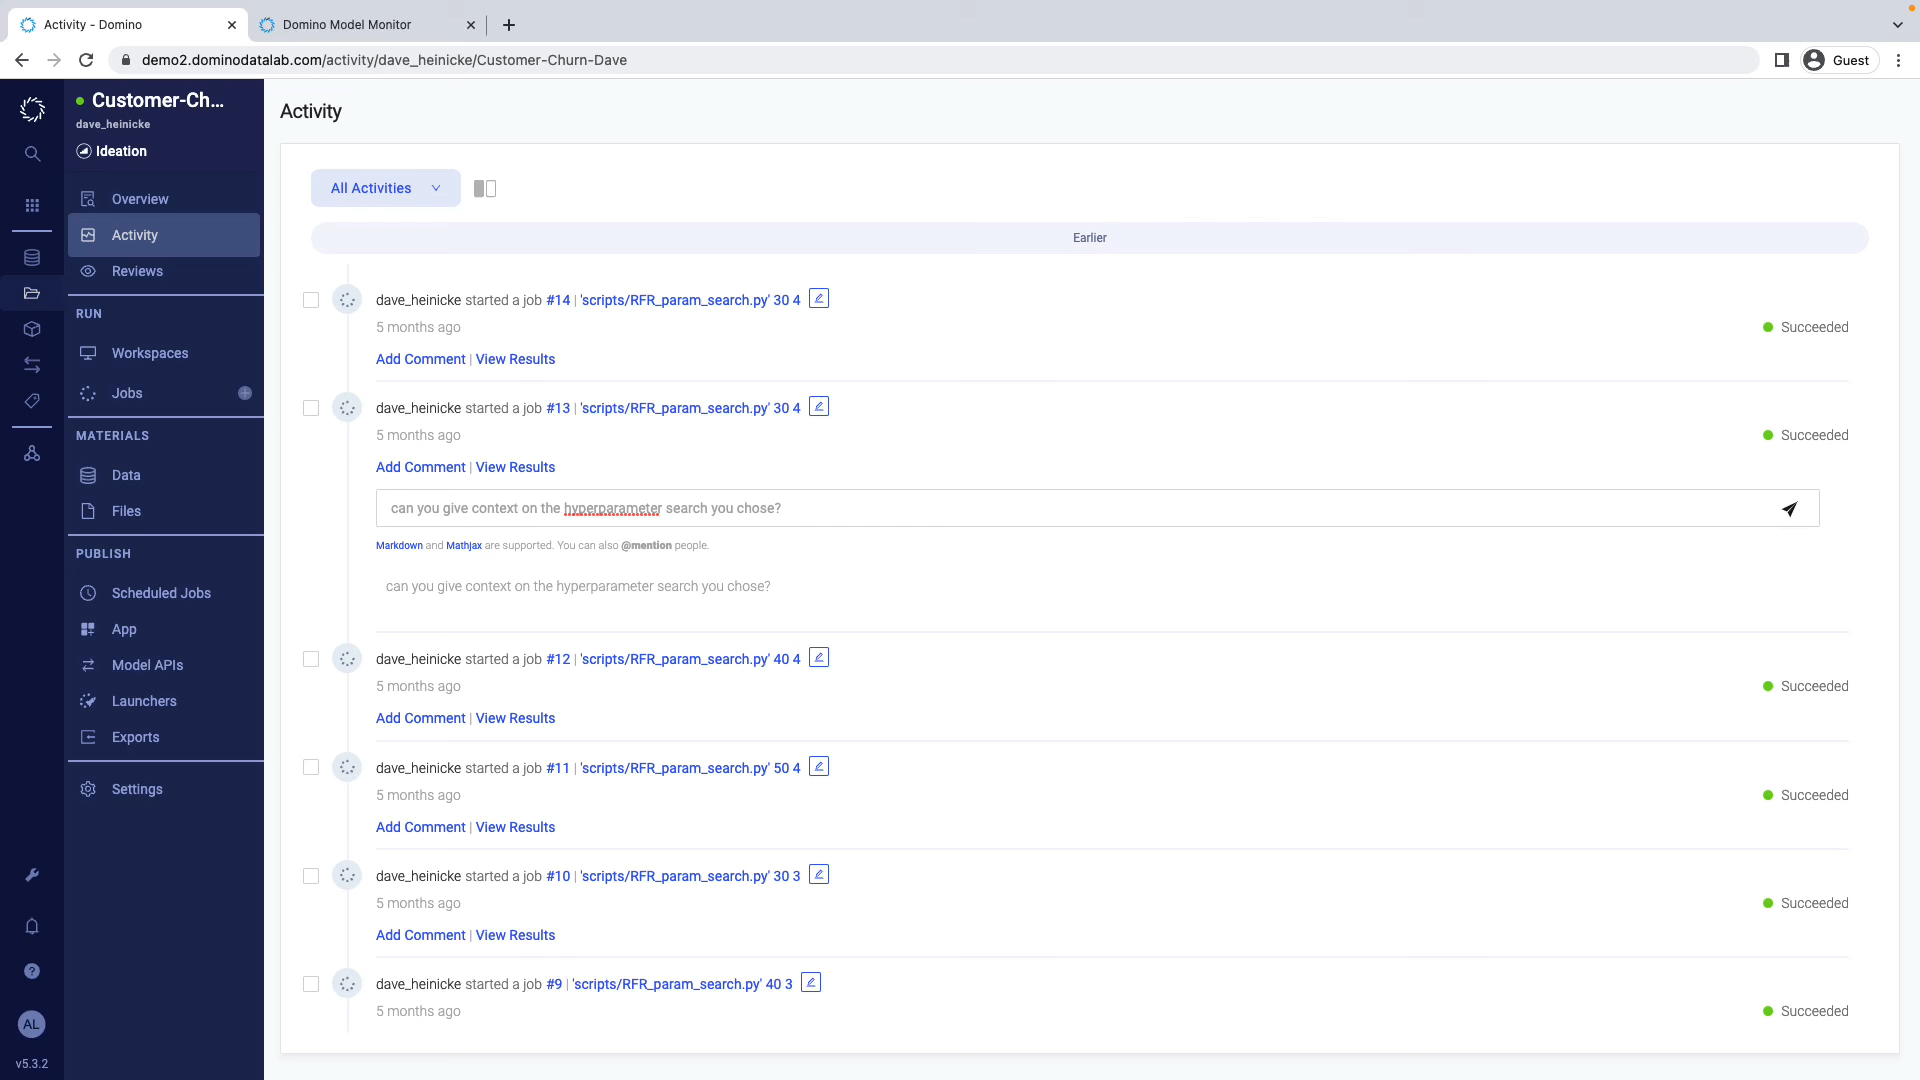 Activity - Domino
Domino Model Monitor
demo2.dominodatalab.com/activity/dave_heinicke/Customer-Churn-Dave
Guest
Customer-Ch...
dave_heinicke
Ideation
Overview
Activity
Reviews
RUN
Workspaces
Jobs
MATERIALS
Data
Files
PUBLISH
Scheduled Jobs
App
Model APIs
Launchers
Exports
Settings
AL
v5.3.2
Activity
All Activities
Earlier
dave_heinicke started a job #14 | 'scripts/RFR_param_search.py' 30 4
5 months ago
Succeeded
Add Comment | View Results
dave_heinicke started a job #13 | 'scripts/RFR_param_search.py' 30 4
5 months ago
Succeeded
Add Comment | View Results
can you give context on the hyperparameter search you chose?
Markdown and Mathjax are supported. You can also @mention people.
can you give context on the hyperparameter search you chose?
dave_heinicke started a job #12 | 'scripts/RFR_param_search.py' 40 4
5 months ago
Succeeded
Add Comment | View Results
dave_heinicke started a job #11 | 'scripts/RFR_param_search.py' 50 4
5 months ago
Succeeded
Add Comment | View Results
dave_heinicke started a job #10 | 'scripts/RFR_param_search.py' 30 3
5 months ago
Succeeded
Add Comment | View Results
dave_heinicke started a job #9 | 'scripts/RFR_param_search.py' 40 3
5 months ago
Succeeded